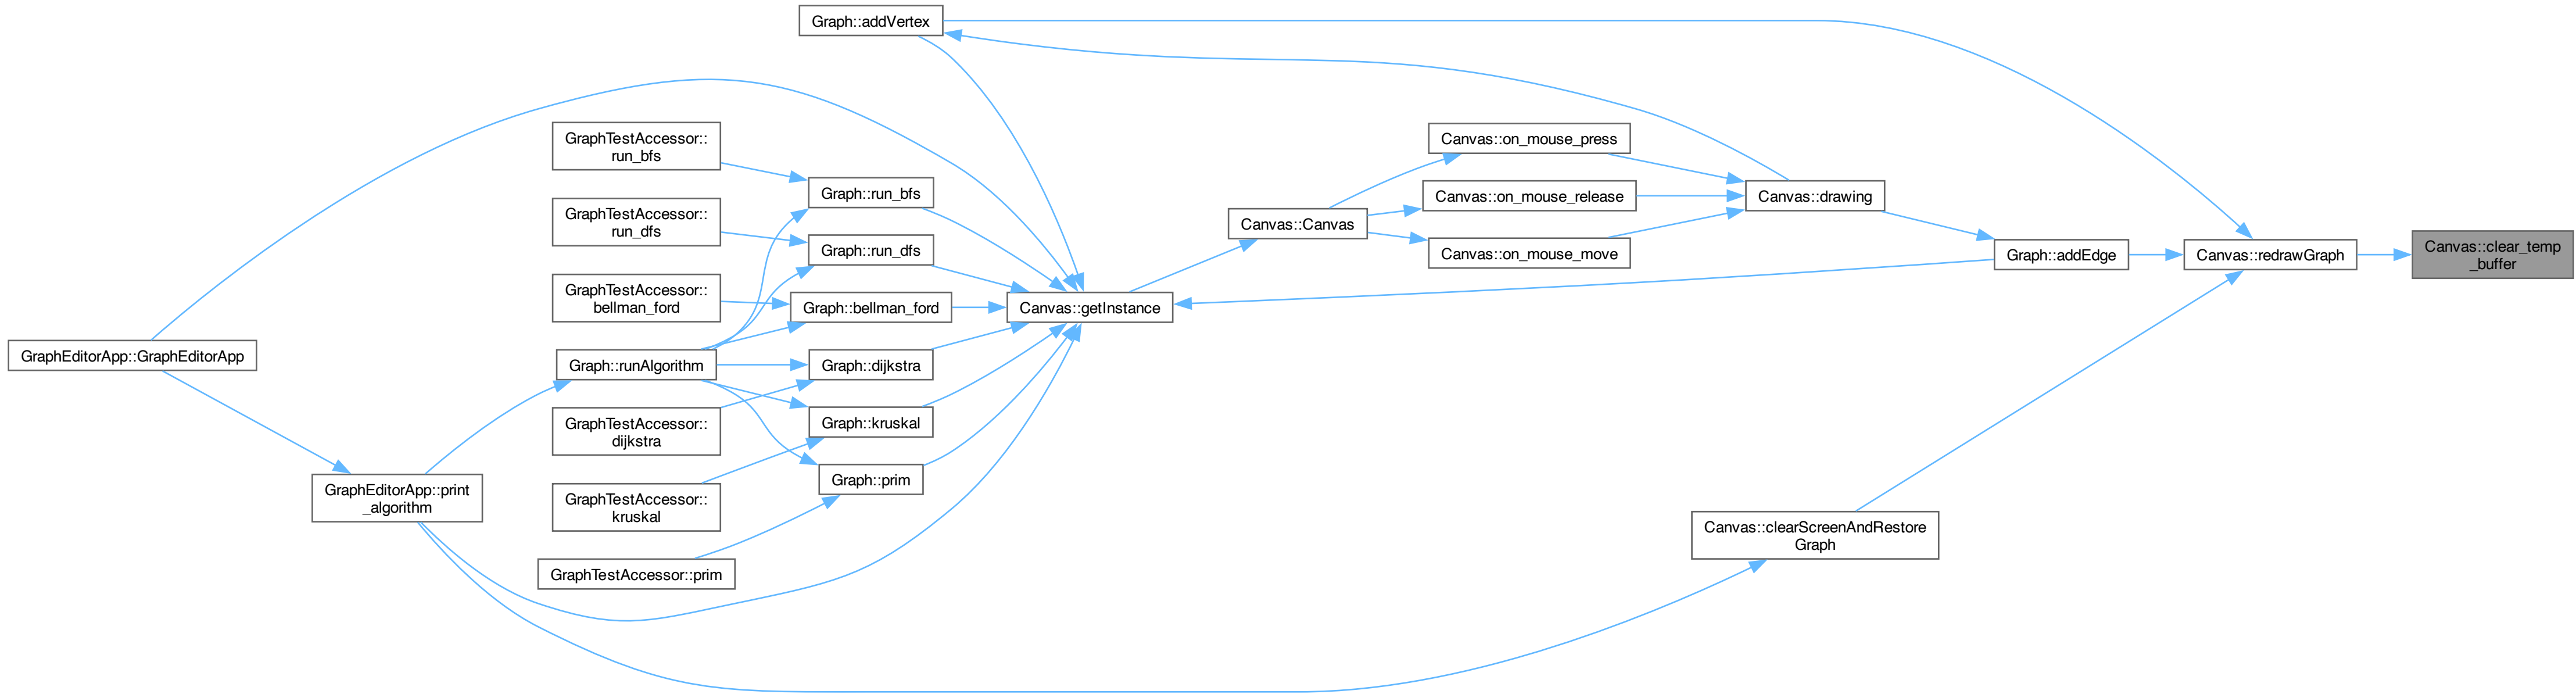 Graph::addVertex
GraphTestAccessor::
run_bfs
Canvas::on_mouse_press
Graph::run_bfs
Canvas::on_mouse_release
Canvas::drawing
GraphTestAccessor::
run_dfs
Canvas::Canvas
Graph::run_dfs
Canvas::on_mouse_move
Graph::addEdge
Canvas::redrawGraph
Canvas::clear_temp
_buffer
GraphTestAccessor::
bellman_ford
Graph::bellman_ford
Canvas::getInstance
GraphEditorApp::GraphEditorApp
Graph::runAlgorithm
Graph::dijkstra
GraphTestAccessor::
dijkstra
Graph::kruskal
GraphEditorApp::print
_algorithm
Graph::prim
GraphTestAccessor::
kruskal
Canvas::clearScreenAndRestore
Graph
GraphTestAccessor::prim